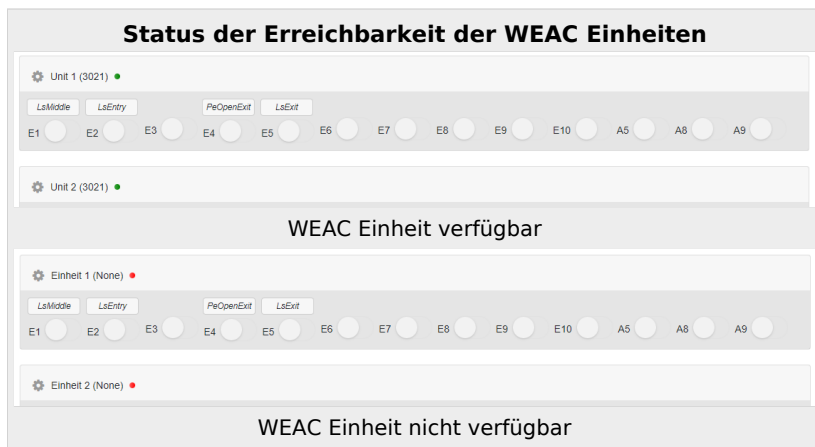 Status der Erreichbarkeit der WEAC Einheiten
Unit 1 (3021)
LsMiddle LsEntry PeOpenExit LsExit
E1 E2 E3 E4 E5 E6 E7 E8 E9 E10 A5 A8 A9
Unit 2 (3021)
WEAC Einheit verfügbar
Einheit 1 (None)
LsMiddle LsEntry PeOpenExit LsExit
E1 E2 E3 E4 E5 E6 E7 E8 E9 E10 A5 A8 A9
Einheit 2 (None)
WEAC Einheit nicht verfügbar